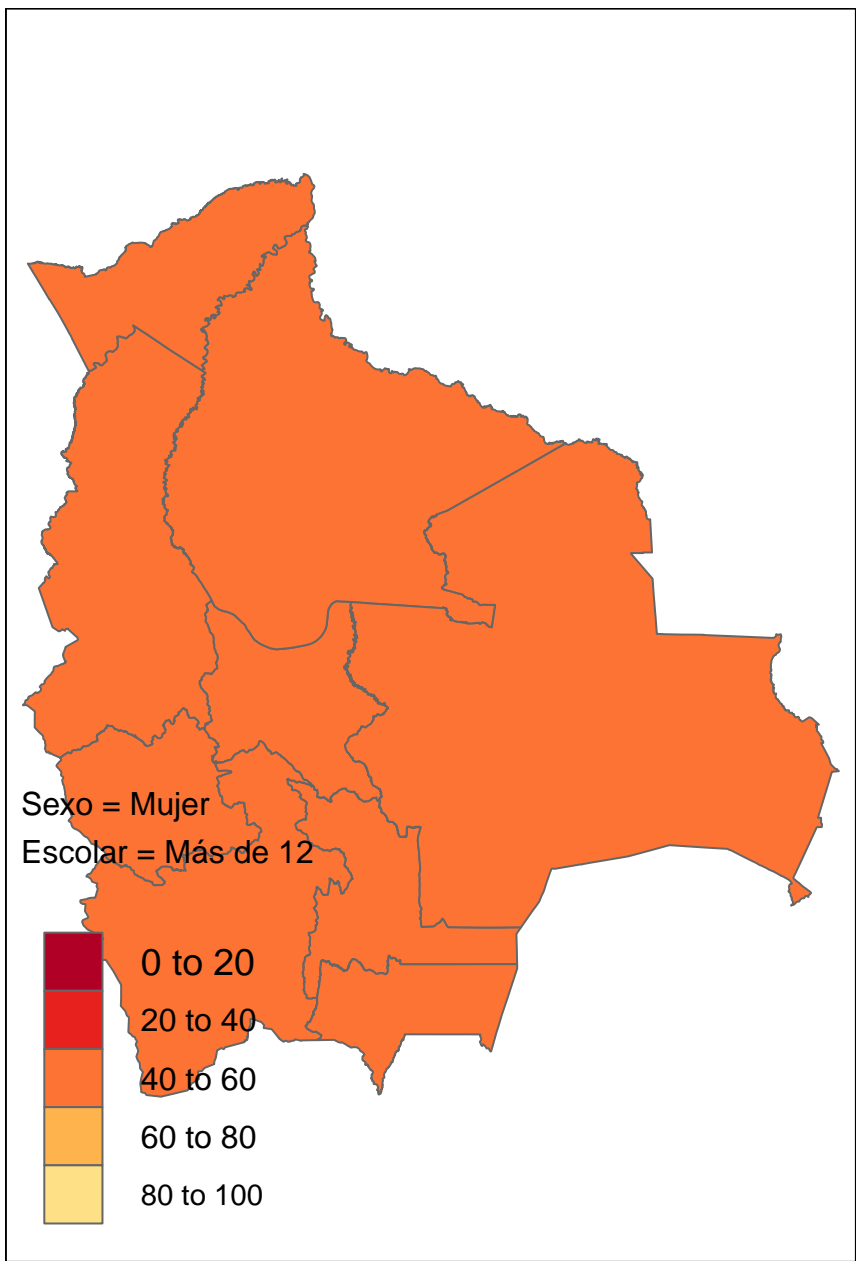 Sexo = Mujer
Escolar = Más de 12
0 to 20
20 to 40
40 to 60
60 to 80
80 to 100